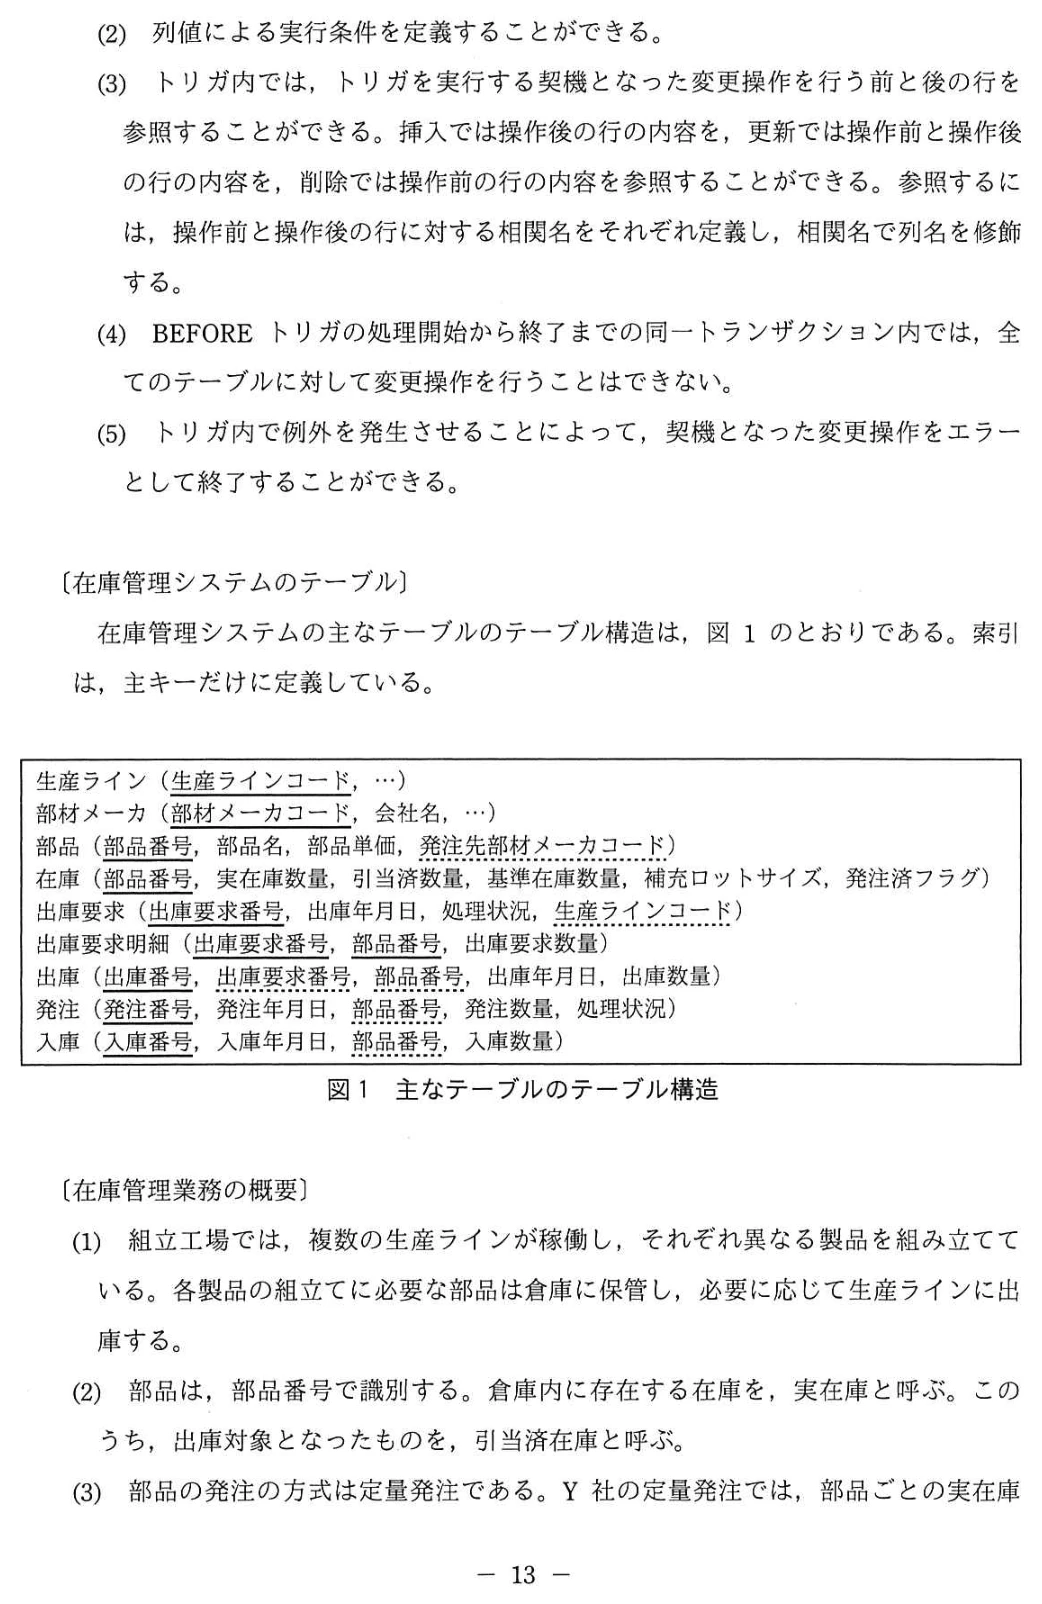 (2) 列値による実行条件を定義することができる。
(3) トリガ内では，トリガを実行する契機となった変更操作を行う前と後の行を
参照することができる。挿入では操作後の行の内容を，更新では操作前と操作後
の行の内容を，削除では操作前の行の内容を参照することができる。参照するに
は，操作前と操作後の行に対する相関名をそれぞれ定義し，相関名で列名を修飾
する。
(4) BEFORE トリガの処理開始から終了までの同一トランザクション内では，全
てのテーブルに対して変更操作を行うことはできない。
(5) トリガ内で例外を発生させることによって，契機となった変更操作をエラー
として終了することができる。
〔在庫管理システムのテーブル〕
在庫管理システムの主なテーブルのテーブル構造は，図 1 のとおりである。索引
は，主キーだけに定義している。
生産ライン（生産ラインコード，…）
部材メーカ（部材メーカコード，会社名，…）
部品（部品番号，部品名，部品単価，発注先部材メーカコード）
在庫（部品番号，実在庫数量，引当済数量，基準在庫数量，補充ロットサイズ，発注済フラグ）
出庫要求（出庫要求番号，出庫年月日，処理状況，生産ラインコード）
出庫要求明細（出庫要求番号，部品番号，出庫要求数量）
出庫（出庫番号，出庫要求番号，部品番号，出庫年月日，出庫数量）
発注（発注番号，発注年月日，部品番号，発注数量，処理状況）
入庫（入庫番号，入庫年月日，部品番号，入庫数量）
図1 主なテーブルのテーブル構造
〔在庫管理業務の概要〕
(1) 組立工場では，複数の生産ラインが稼働し，それぞれ異なる製品を組み立てて
いる。各製品の組立てに必要な部品は倉庫に保管し，必要に応じて生産ラインに出
庫する。
(2) 部品は，部品番号で識別する。倉庫内に存在する在庫を，実在庫と呼ぶ。この
うち，出庫対象となったものを，引当済在庫と呼ぶ。
(3) 部品の発注の方式は定量発注である。Y 社の定量発注では，部品ごとの実在庫
－ 13 －